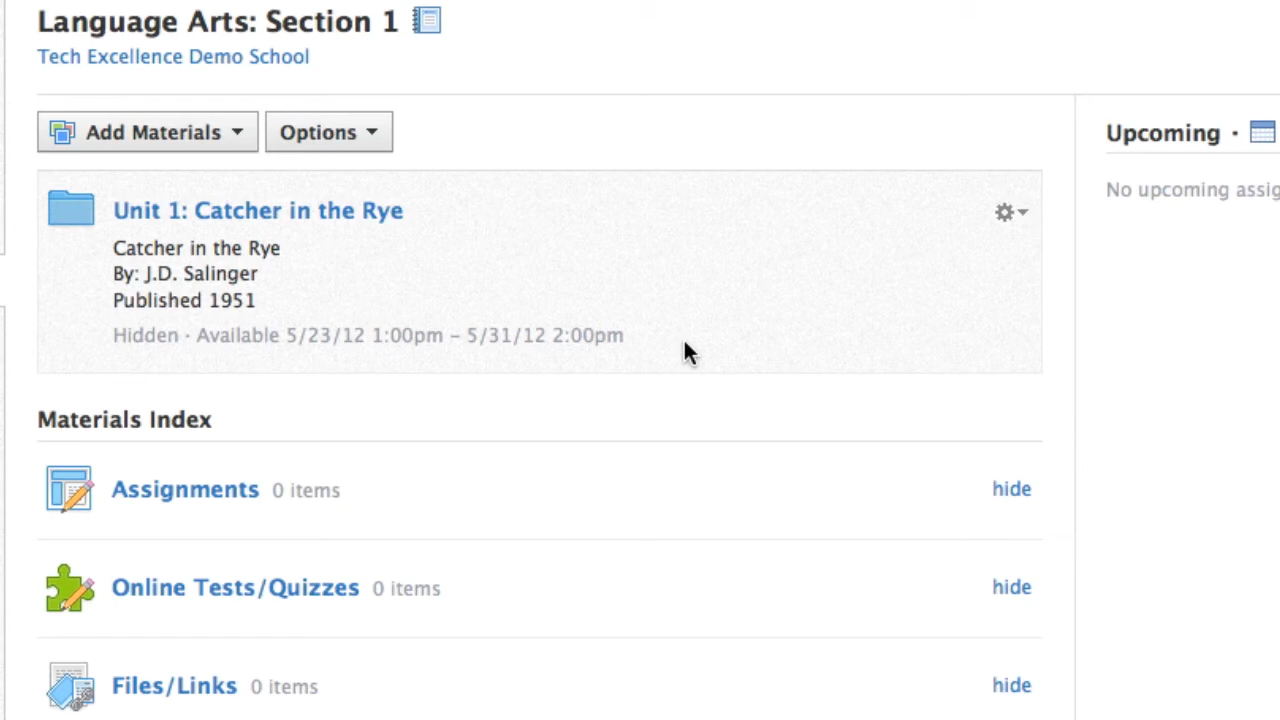 Language Arts: Section 1
Tech Excellence Demo School
Add Materials
Options
Unit 1: Catcher in the Rye
Catcher in the Rye
By: J.D. Salinger
Published 1951
Hidden · Available 5/23/12 1:00pm – 5/31/12 2:00pm
Materials Index
Assignments 0 items hide
Online Tests/Quizzes 0 items hide
Files/Links 0 items hide
Upcoming ·
No upcoming